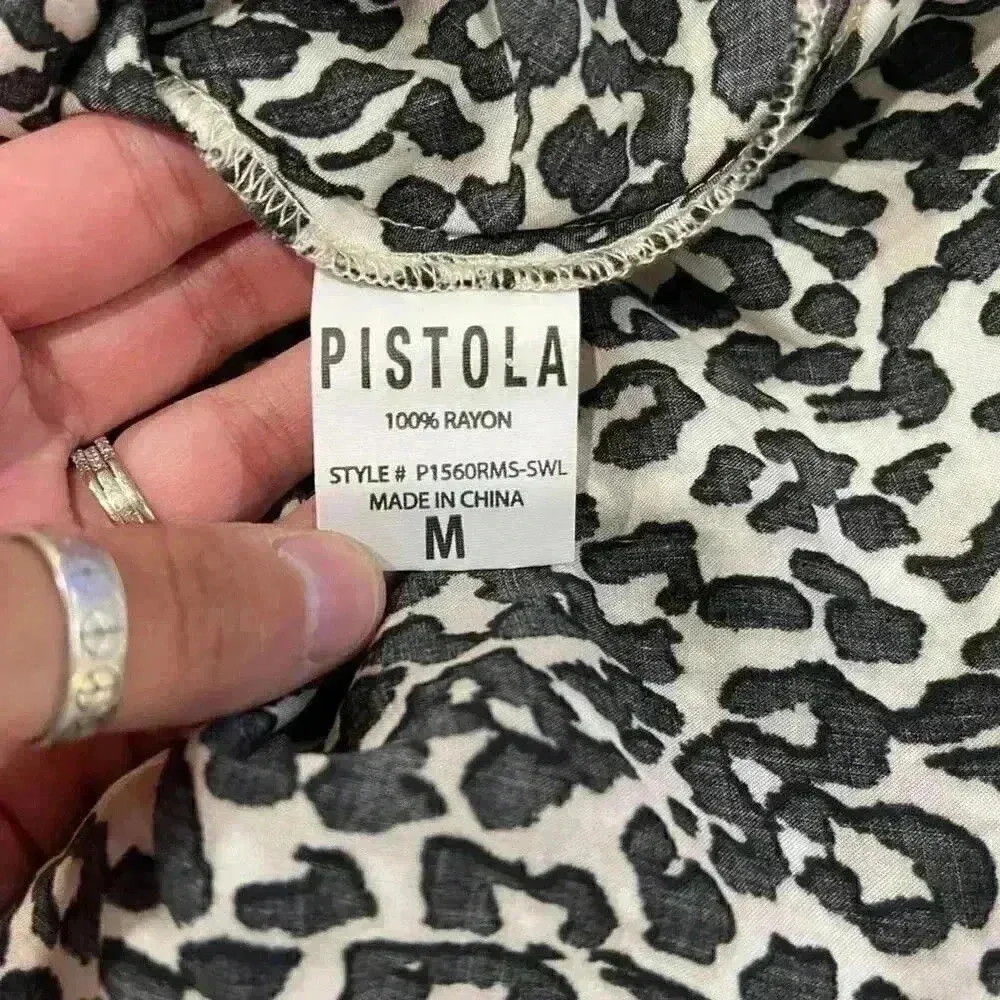 PISTOLA
100% RAYON
STYLE # P1560RMS-SWL
MADE IN CHINA
M